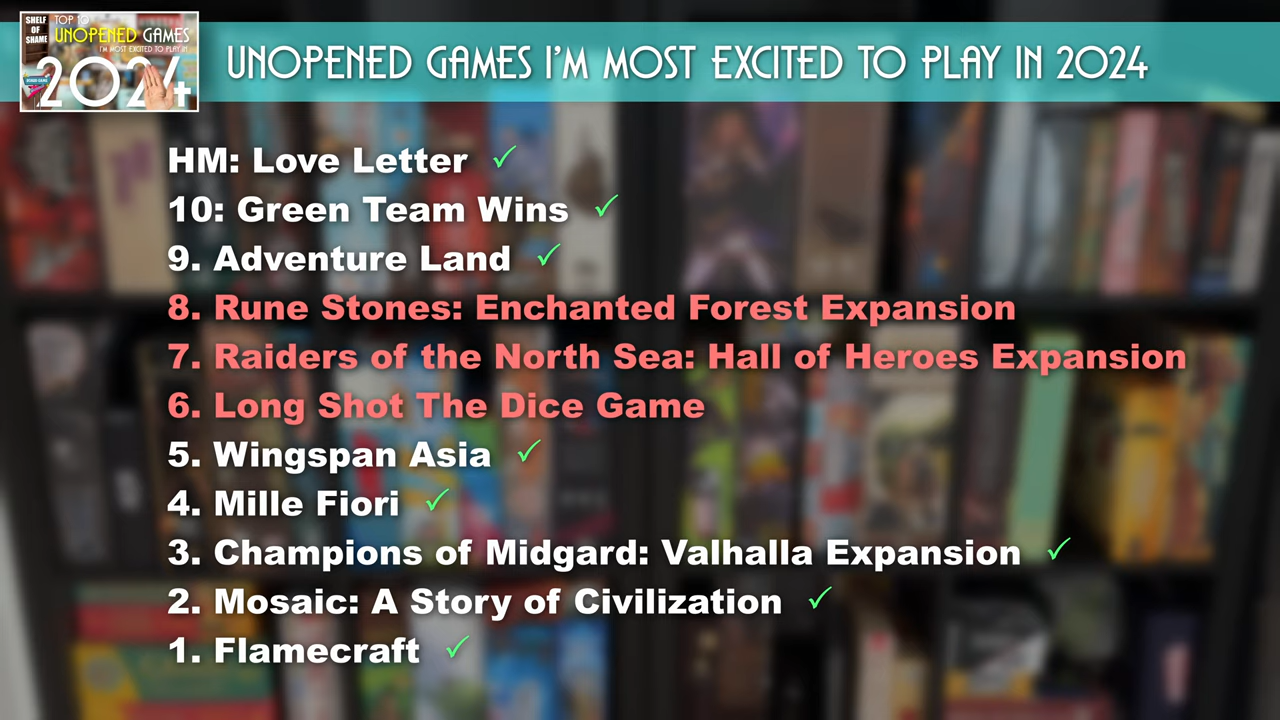 SHELF
OF
SHAME
TOP 10
UNOPENED GAMES
I'M MOST EXCITED TO PLAY IN
2024
UNOPENED GAMES I'M MOST EXCITED TO PLAY IN 2024
HM: Love Letter ✓
10: Green Team Wins ✓
9. Adventure Land ✓
8. Rune Stones: Enchanted Forest Expansion
7. Raiders of the North Sea: Hall of Heroes Expansion
6. Long Shot The Dice Game
5. Wingspan Asia ✓
4. Mille Fiori ✓
3. Champions of Midgard: Valhalla Expansion ✓
2. Mosaic: A Story of Civilization ✓
1. Flamecraft ✓